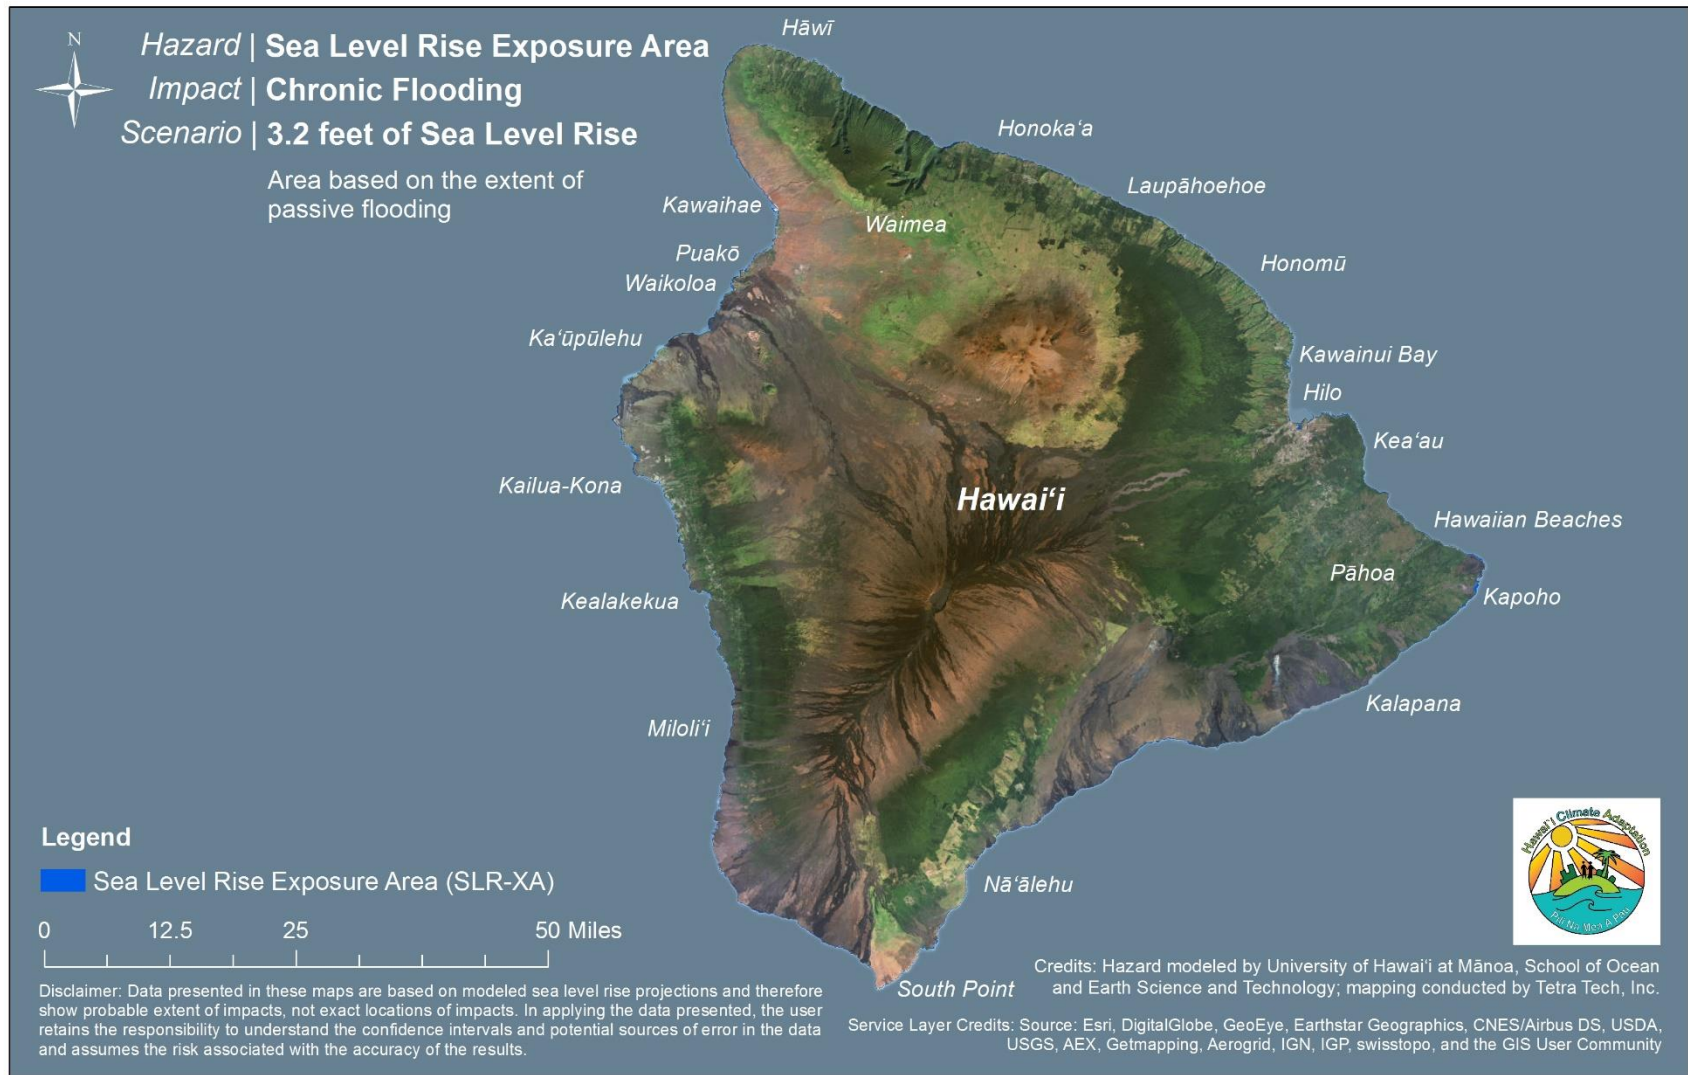 N
Hazard | Sea Level Rise Exposure Area
Impact | Chronic Flooding
Scenario | 3.2 feet of Sea Level Rise
Area based on the extent of
passive flooding
Hāwī
Honokaʻa
Laupāhoehoe
Kawaihae
Waimea
Puakō
Honomū
Waikoloa
Kaʻūpūlehu
Kawainui Bay
Hilo
Keaʻau
Kailua-Kona
Hawaiʻi
Hawaiian Beaches
Pāhoa
Kealakekua
Kapoho
Kalapana
Miloliʻi
Nāʻālehu
South Point
Legend
Sea Level Rise Exposure Area (SLR-XA)
0 12.5 25 50 Miles
Disclaimer: Data presented in these maps are based on modeled sea level rise projections and therefore
show probable extent of impacts, not exact locations of impacts. In applying the data presented, the user
retains the responsibility to understand the confidence intervals and potential sources of error in the data
and assumes the risk associated with the accuracy of the results.
Hawaiʻi Climate Adaptation
Pili Nā Mea A Pau
Credits: Hazard modeled by University of Hawaiʻi at Mānoa, School of Ocean
and Earth Science and Technology; mapping conducted by Tetra Tech, Inc.
Service Layer Credits: Source: Esri, DigitalGlobe, GeoEye, Earthstar Geographics, CNES/Airbus DS, USDA,
USGS, AEX, Getmapping, Aerogrid, IGN, IGP, swisstopo, and the GIS User Community